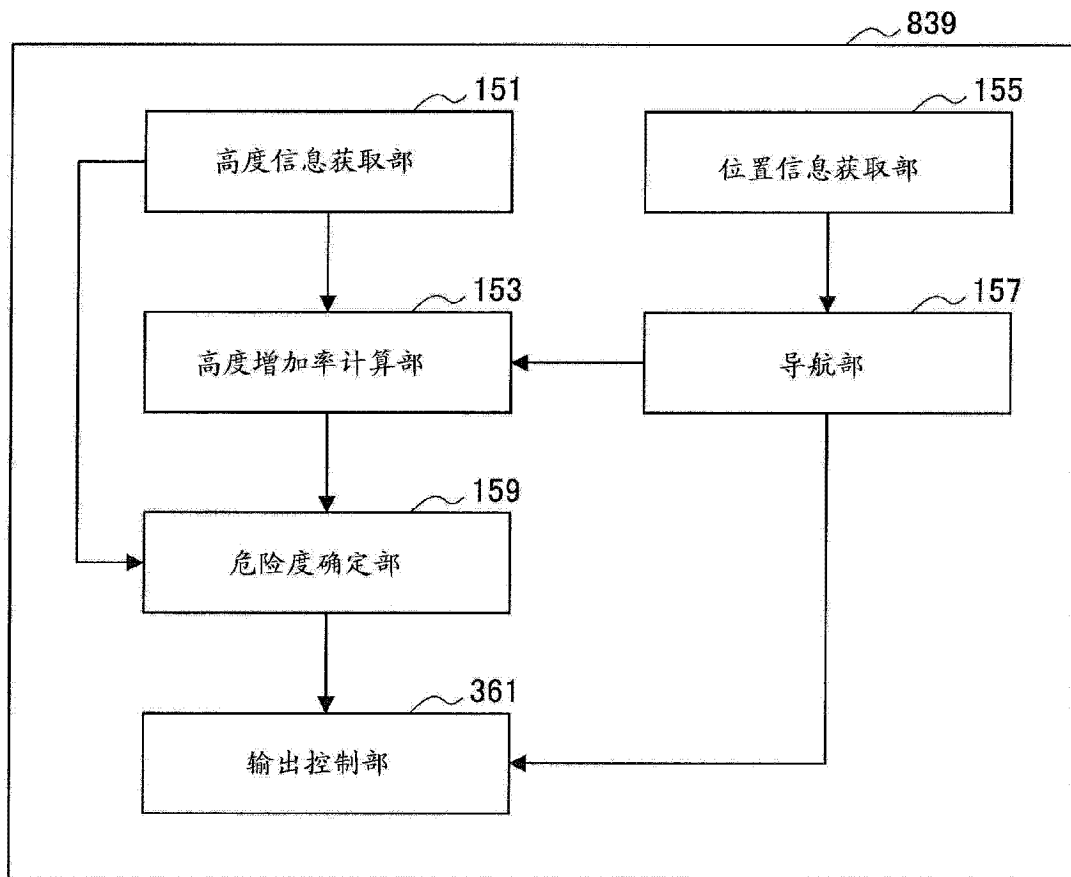 839
151
高度信息获取部
155
位置信息获取部
153
高度增加率计算部
157
导航部
159
危险度确定部
361
输出控制部